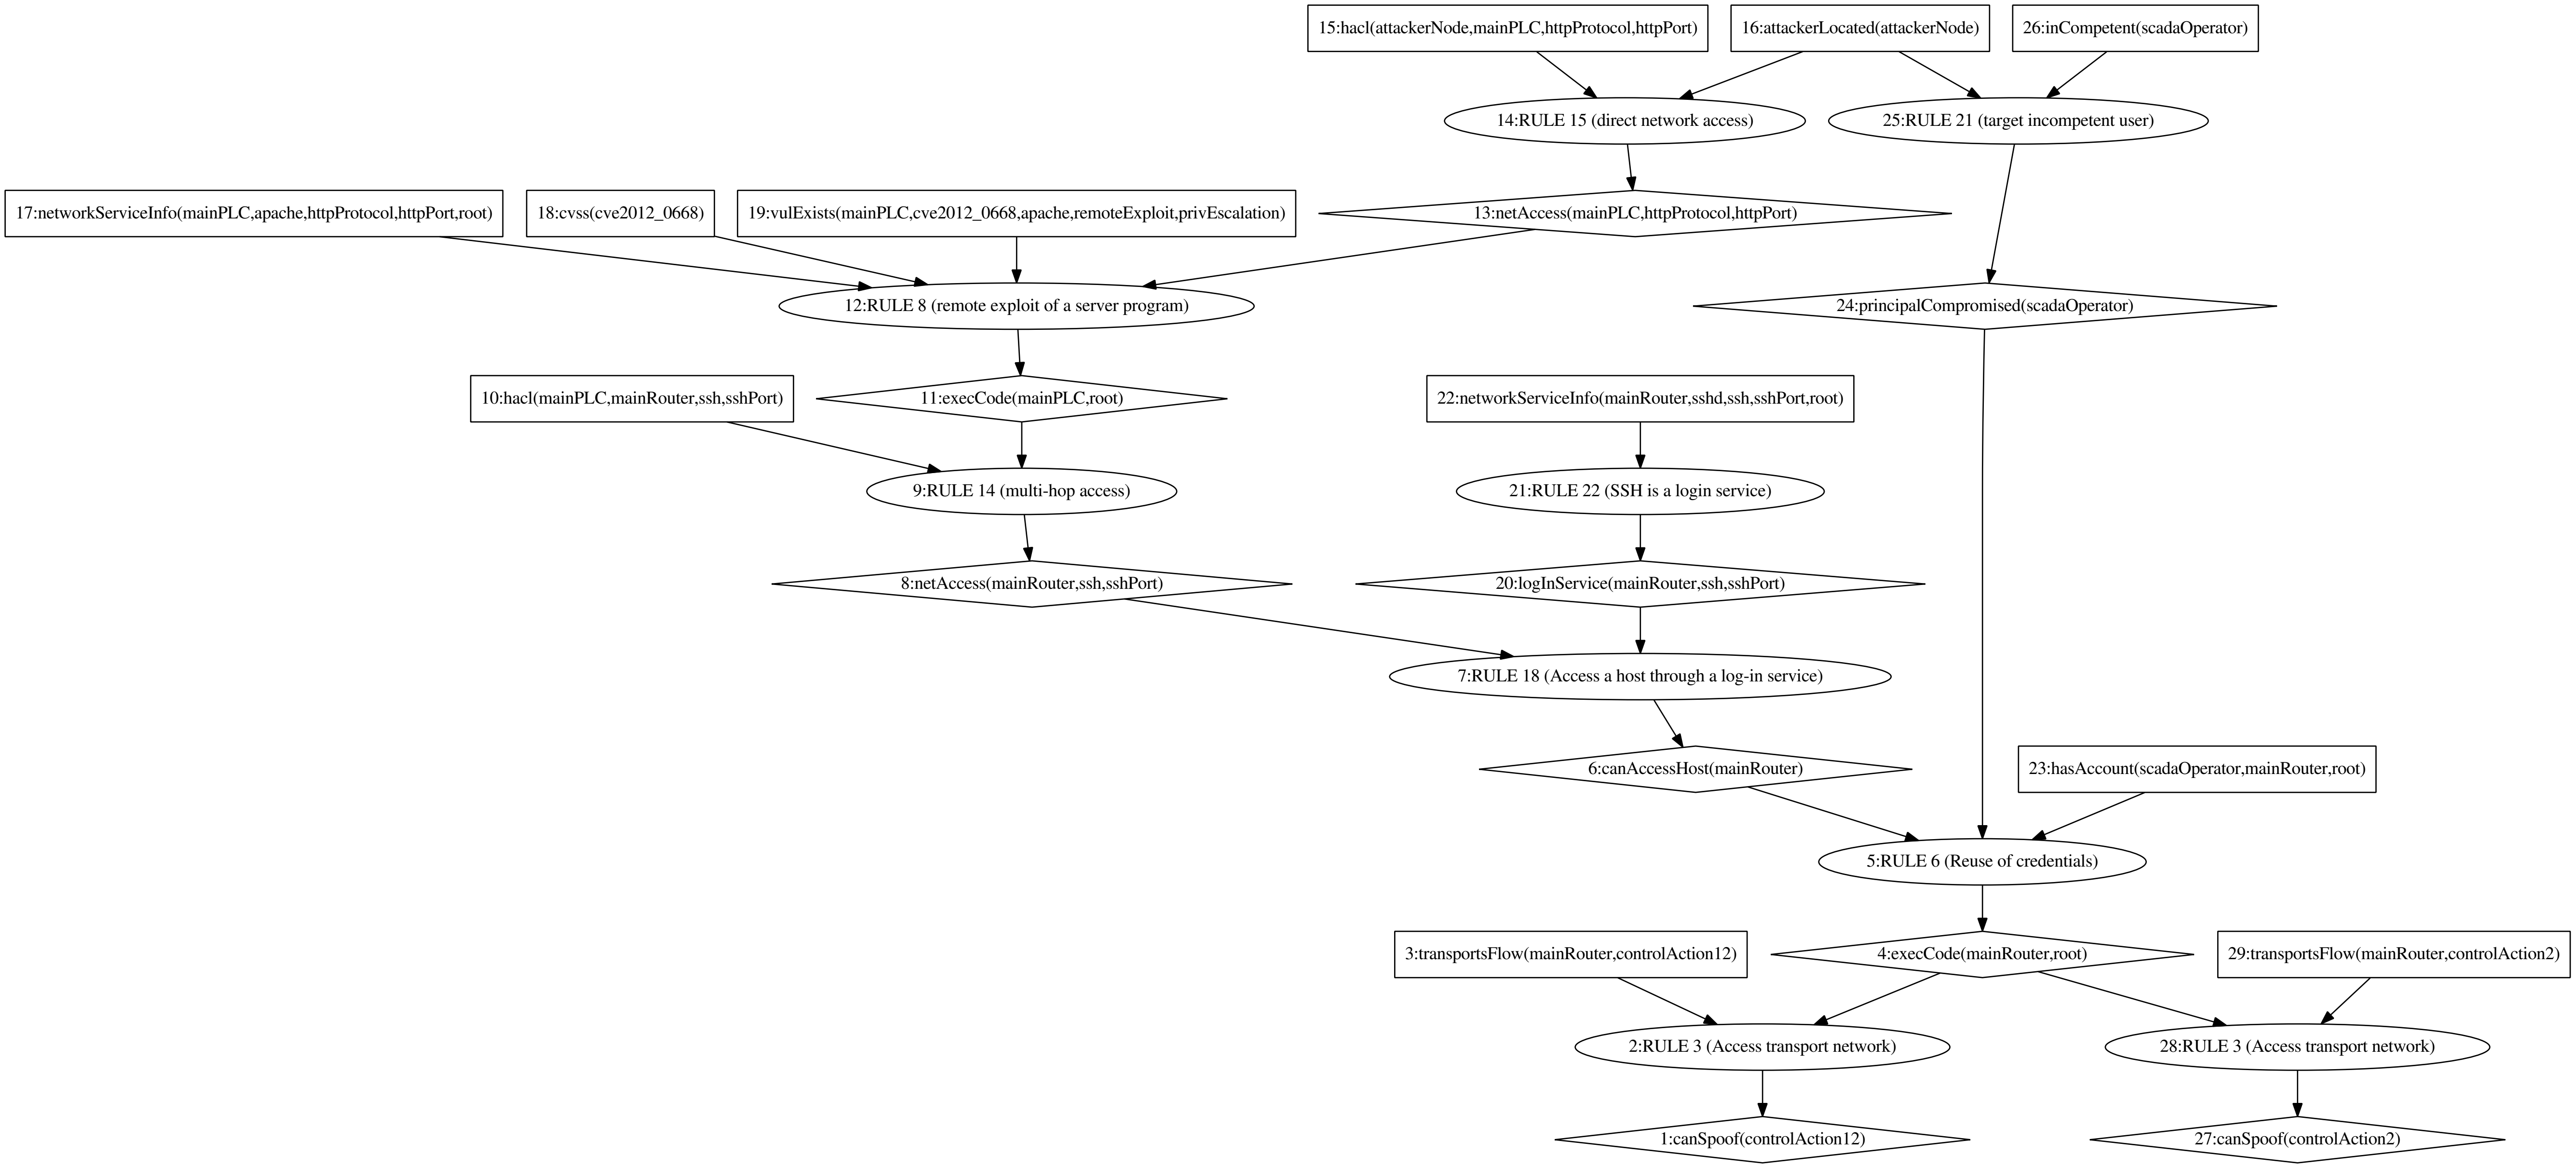 15:hacl(attackerNode,mainPLC,httpProtocol,httpPort)
16:attackerLocated(attackerNode)
26:inCompetent(scadaOperator)
14:RULE 15 (direct network access)
25:RULE 21 (target incompetent user)
17:networkServiceInfo(mainPLC,apache,httpProtocol,httpPort,root)
18:cvss(cve2012_0668)
19:vulExists(mainPLC,cve2012_0668,apache,remoteExploit,privEscalation)
13:netAccess(mainPLC,httpProtocol,httpPort)
12:RULE 8 (remote exploit of a server program)
24:principalCompromised(scadaOperator)
10:hacl(mainPLC,mainRouter,ssh,sshPort)
11:execCode(mainPLC,root)
22:networkServiceInfo(mainRouter,sshd,ssh,sshPort,root)
9:RULE 14 (multi-hop access)
21:RULE 22 (SSH is a login service)
8:netAccess(mainRouter,ssh,sshPort)
20:logInService(mainRouter,ssh,sshPort)
7:RULE 18 (Access a host through a log-in service)
6:canAccessHost(mainRouter)
23:hasAccount(scadaOperator,mainRouter,root)
5:RULE 6 (Reuse of credentials)
3:transportsFlow(mainRouter,controlAction12)
4:execCode(mainRouter,root)
29:transportsFlow(mainRouter,controlAction2)
2:RULE 3 (Access transport network)
28:RULE 3 (Access transport network)
1:canSpoof(controlAction12)
27:canSpoof(controlAction2)